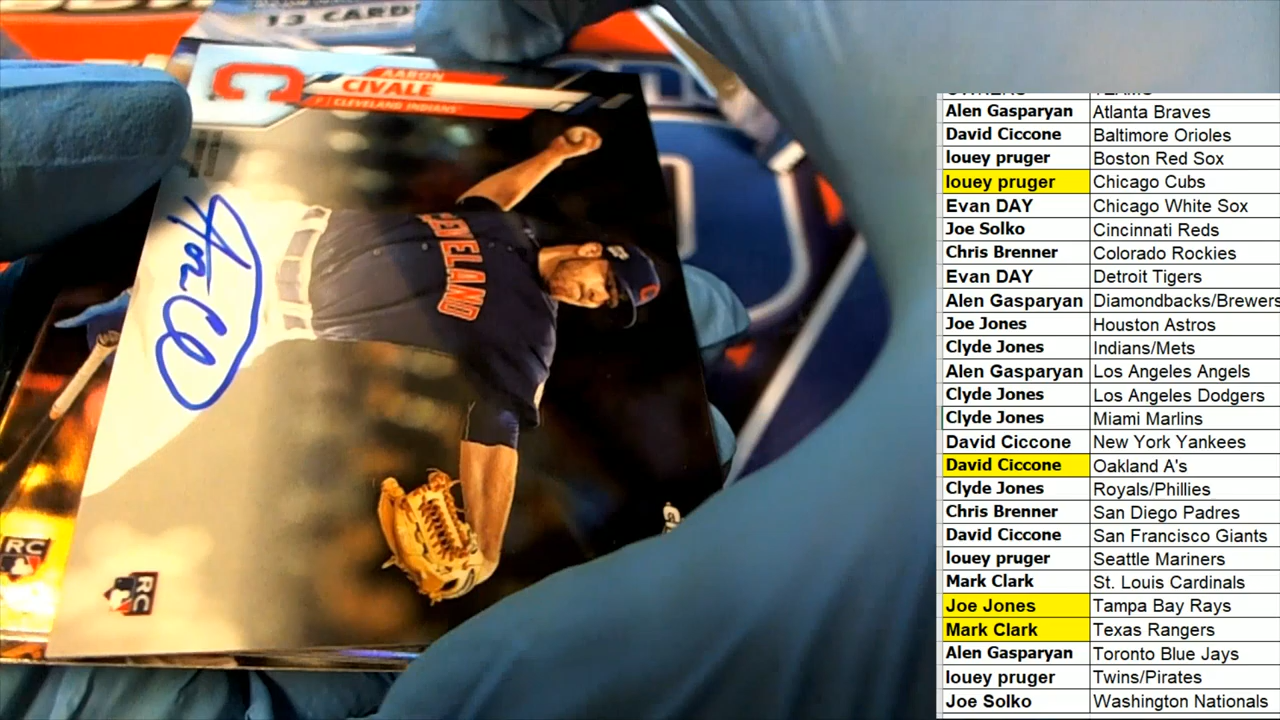 13 CARD
C
AARON
CIVALE
P | CLEVELAND INDIANS
CLEVELAND
RC
RC
Alen Gasparyan Atlanta Braves
David Ciccone Baltimore Orioles
louey pruger Boston Red Sox
louey pruger Chicago Cubs
Evan DAY Chicago White Sox
Joe Solko Cincinnati Reds
Chris Brenner Colorado Rockies
Evan DAY Detroit Tigers
Alen Gasparyan Diamondbacks/Brewers
Joe Jones Houston Astros
Clyde Jones Indians/Mets
Alen Gasparyan Los Angeles Angels
Clyde Jones Los Angeles Dodgers
Clyde Jones Miami Marlins
David Ciccone New York Yankees
David Ciccone Oakland A's
Clyde Jones Royals/Phillies
Chris Brenner San Diego Padres
David Ciccone San Francisco Giants
louey pruger Seattle Mariners
Mark Clark St. Louis Cardinals
Joe Jones Tampa Bay Rays
Mark Clark Texas Rangers
Alen Gasparyan Toronto Blue Jays
louey pruger Twins/Pirates
Joe Solko Washington Nationals